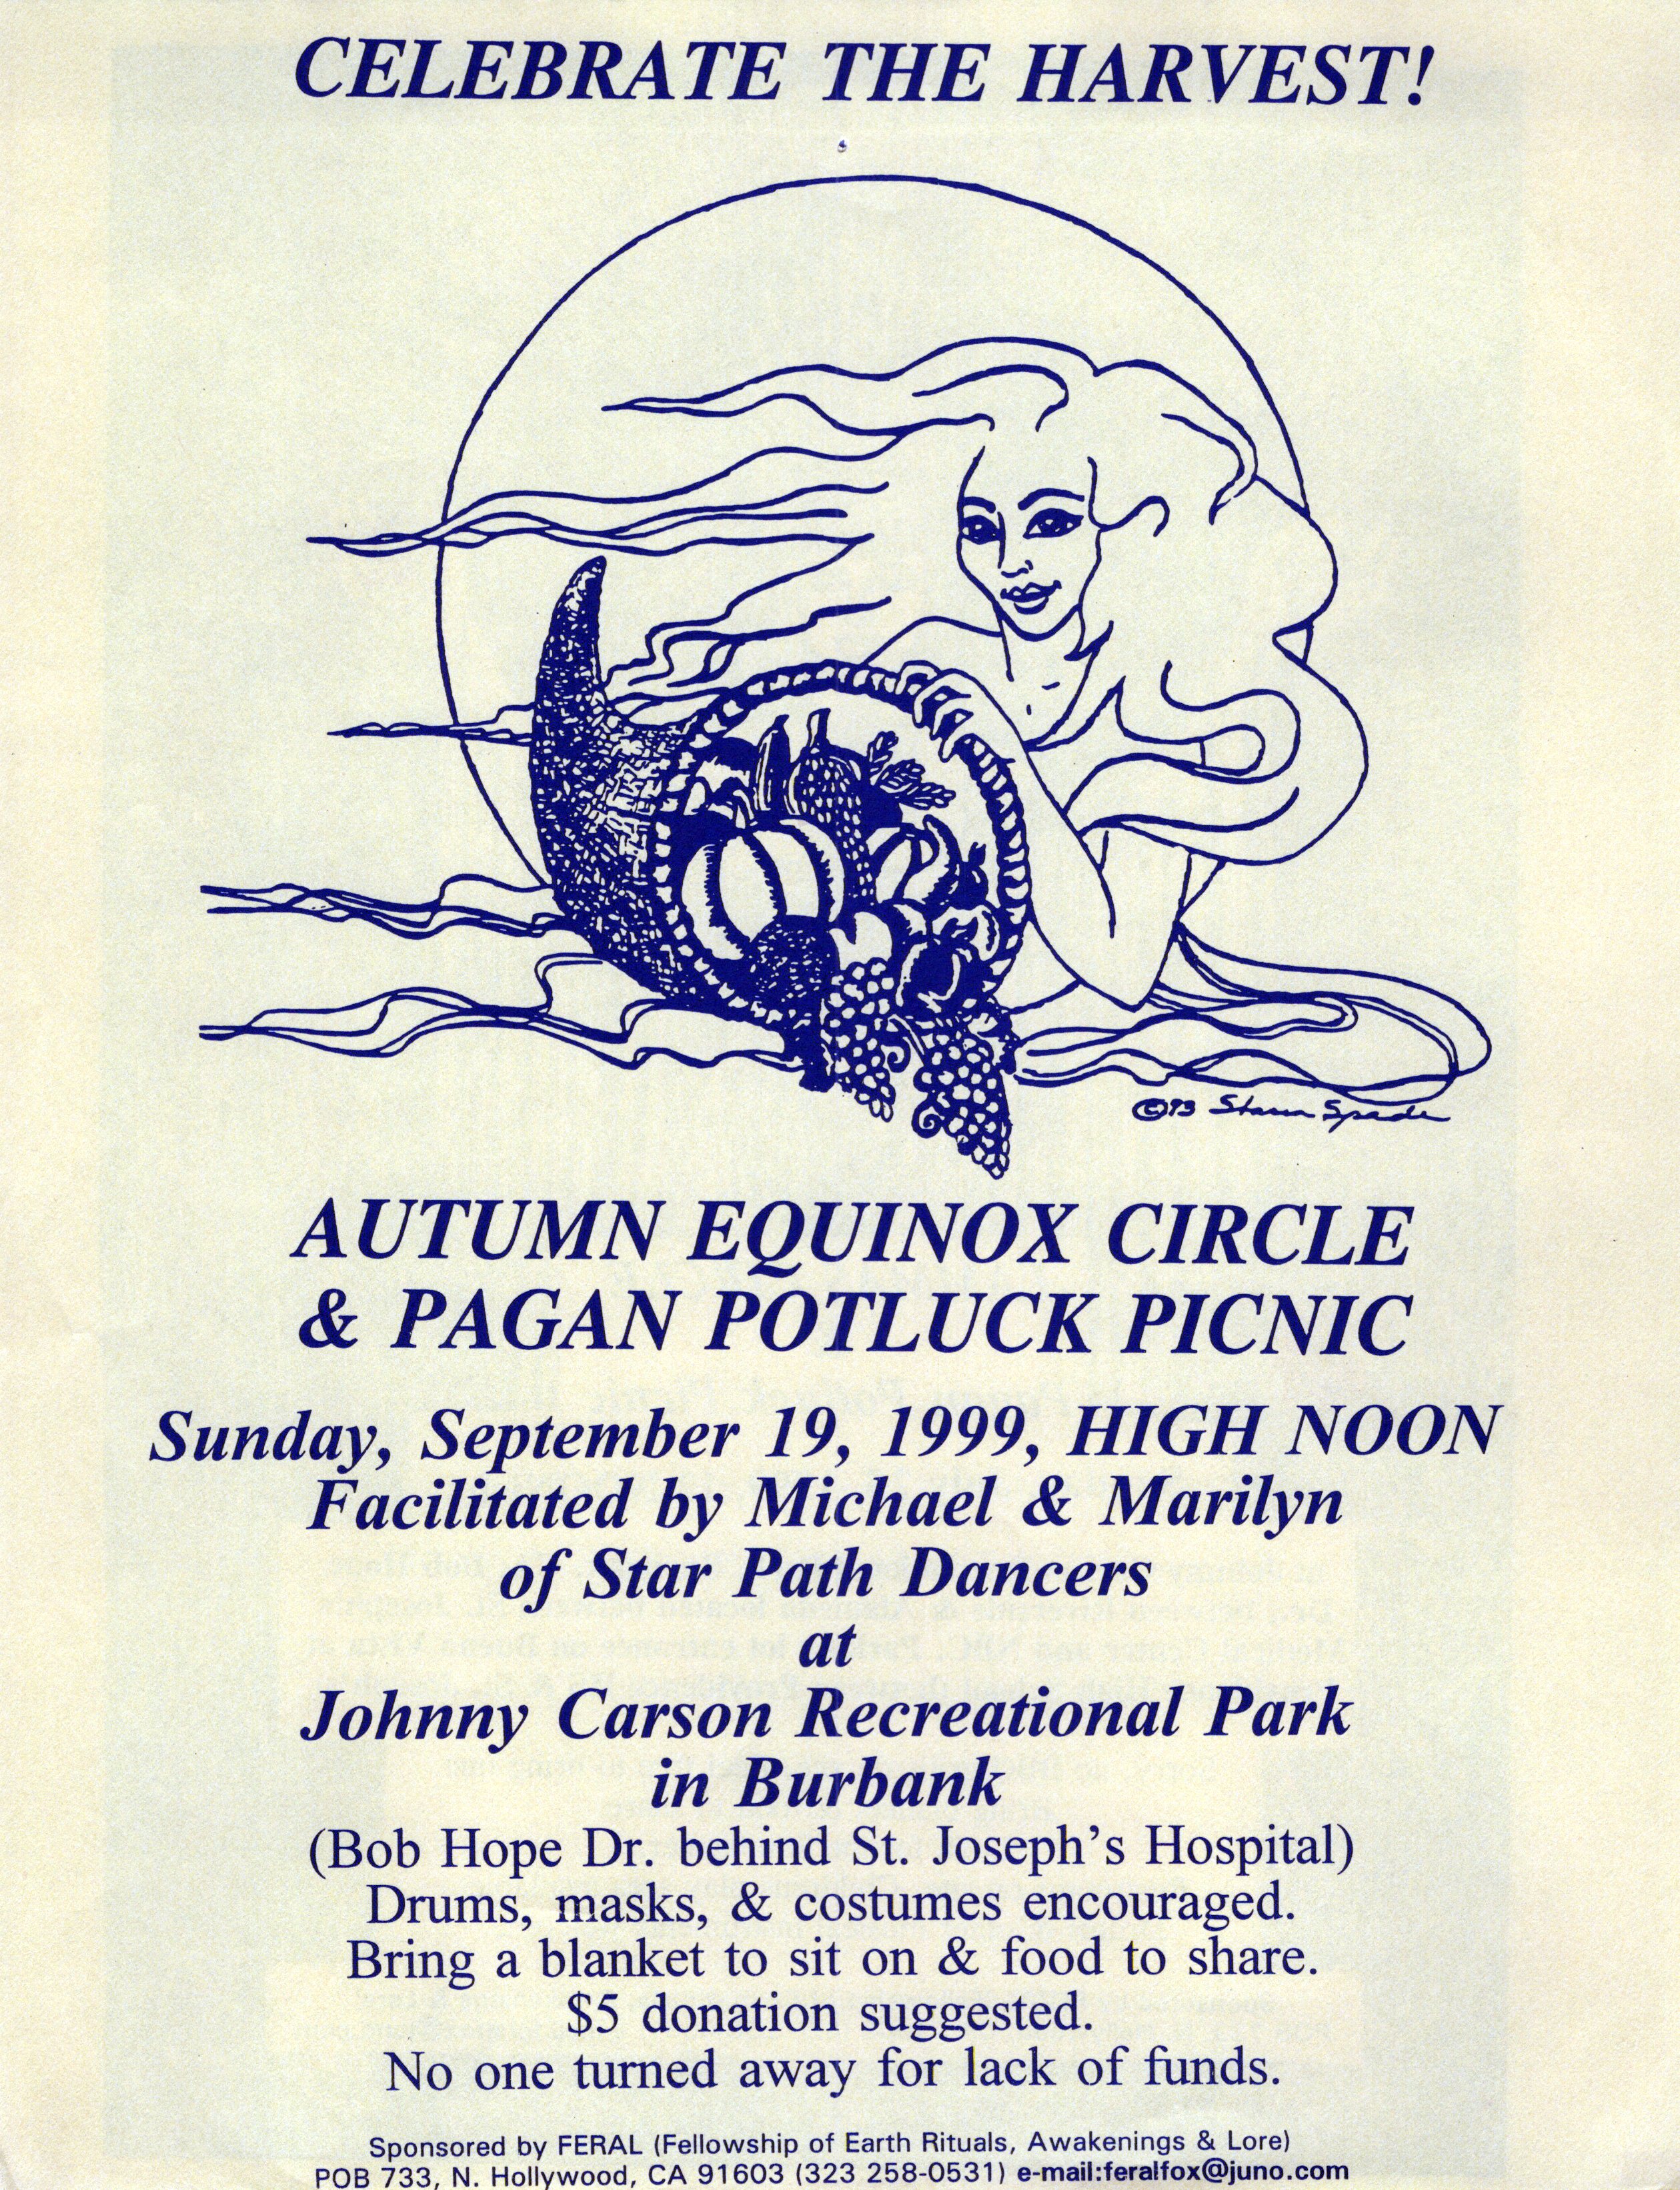 CELEBRATE THE HARVEST!
©93 Shaun Spade
AUTUMN EQUINOX CIRCLE
& PAGAN POTLUCK PICNIC
Sunday, September 19, 1999, HIGH NOON
Facilitated by Michael & Marilyn
of Star Path Dancers
at
Johnny Carson Recreational Park
in Burbank
(Bob Hope Dr. behind St. Joseph's Hospital)
Drums, masks, & costumes encouraged.
Bring a blanket to sit on & food to share.
$5 donation suggested.
No one turned away for lack of funds.
Sponsored by FERAL (Fellowship of Earth Rituals, Awakenings & Lore)
POB 733, N. Hollywood, CA 91603 (323 258-0531) e-mail:feralfox@juno.com